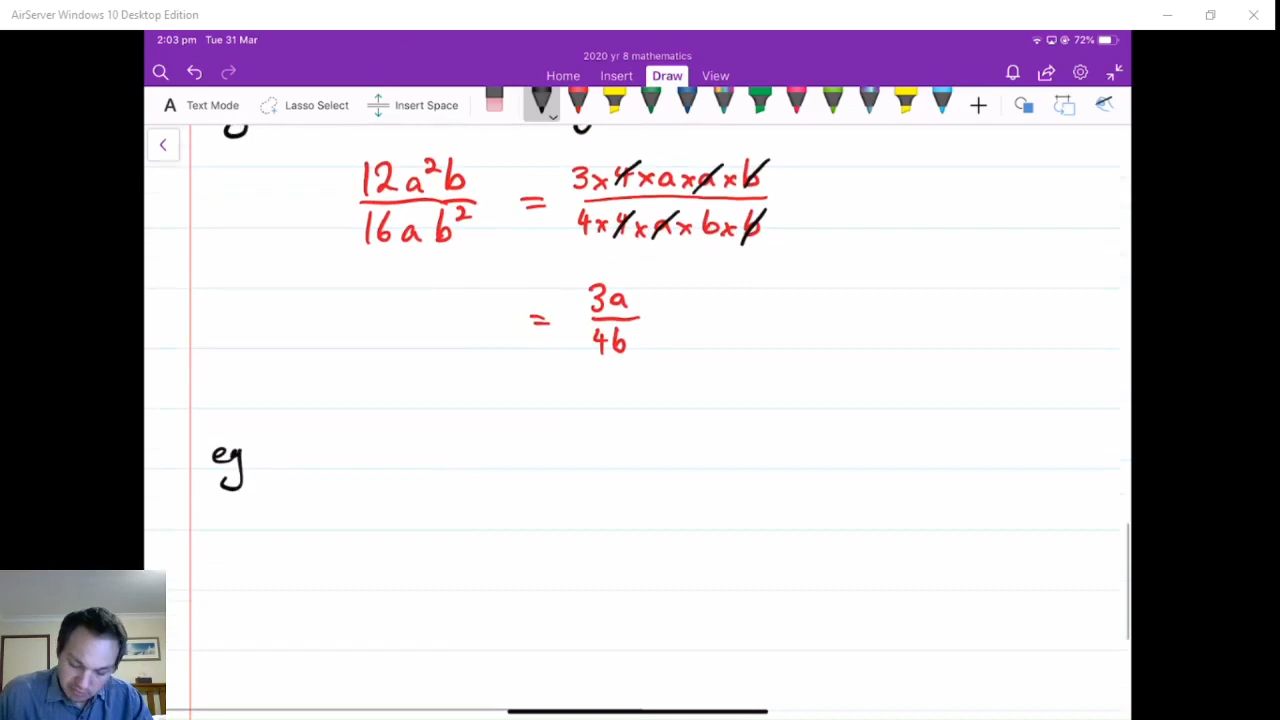 AirServer Windows 10 Desktop Edition
2:03 pm Tue 31 Mar
72%
2020 yr 8 mathematics
Home Insert Draw View
A Text Mode Lasso Select Insert Space
12a²b / 16ab² = 3×4×a×a×b / 4×4×a×b×b
= 3a / 4b
eg